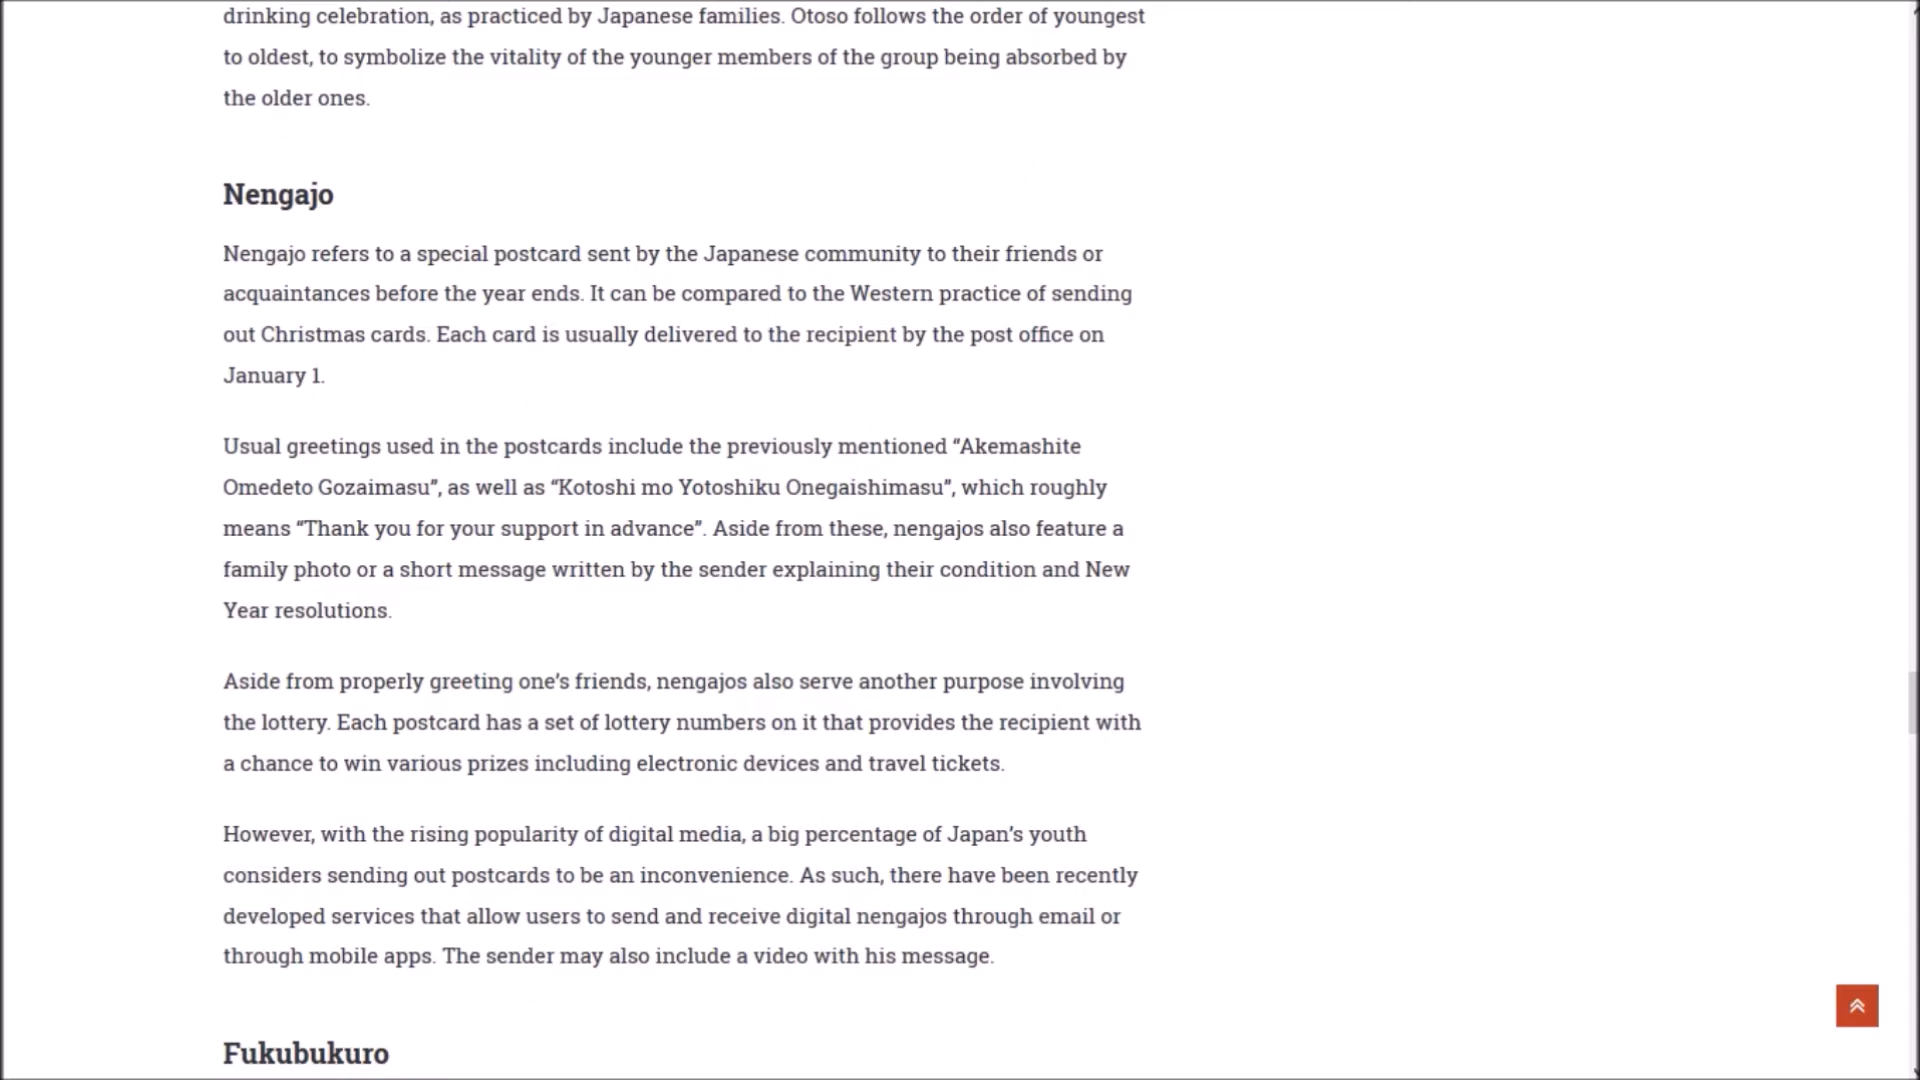 drinking celebration, as practiced by Japanese families. Otoso follows the order of youngest
to oldest, to symbolize the vitality of the younger members of the group being absorbed by
the older ones.
Nengajo
Nengajo refers to a special postcard sent by the Japanese community to their friends or
acquaintances before the year ends. It can be compared to the Western practice of sending
out Christmas cards. Each card is usually delivered to the recipient by the post office on
January 1.
Usual greetings used in the postcards include the previously mentioned “Akemashite
Omedeto Gozaimasu”, as well as “Kotoshi mo Yotoshiku Onegaishimasu”, which roughly
means “Thank you for your support in advance”. Aside from these, nengajos also feature a
family photo or a short message written by the sender explaining their condition and New
Year resolutions.
Aside from properly greeting one’s friends, nengajos also serve another purpose involving
the lottery. Each postcard has a set of lottery numbers on it that provides the recipient with
a chance to win various prizes including electronic devices and travel tickets.
However, with the rising popularity of digital media, a big percentage of Japan’s youth
considers sending out postcards to be an inconvenience. As such, there have been recently
developed services that allow users to send and receive digital nengajos through email or
through mobile apps. The sender may also include a video with his message.
Fukubukuro